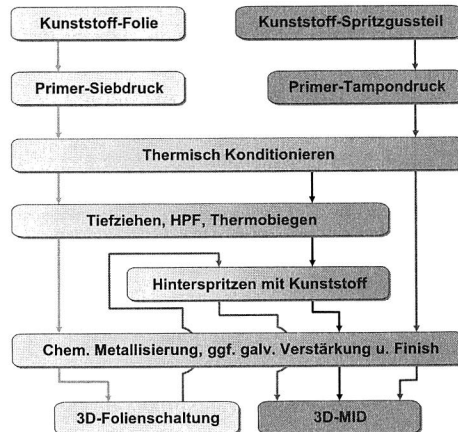 Kunststoff-Folie
Kunststoff-Spritzgussteil
Primer-Siebdruck
Primer-Tampondruck
Thermisch Konditionieren
Tiefziehen, HPF, Thermobiegen
Hinterspritzen mit Kunststoff
Chem. Metallisierung, ggf. galv. Verstärkung u. Finish
3D-Folienschaltung
3D-MID